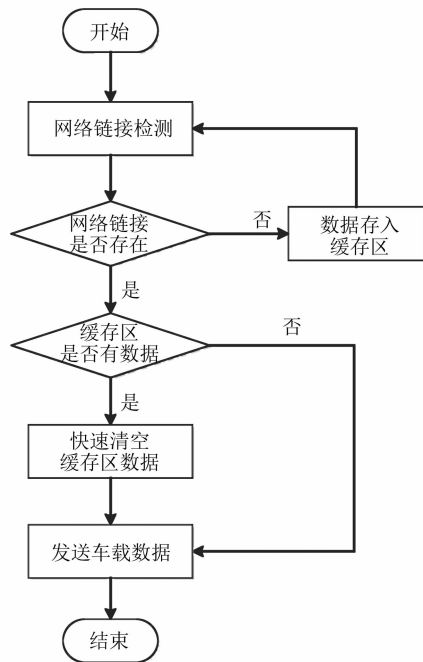 开始
网络链接检测
网络链接
是否存在
否
数据存入
缓存区
是
缓存区
是否有数据
否
是
快速清空
缓存区数据
发送车载数据
结束